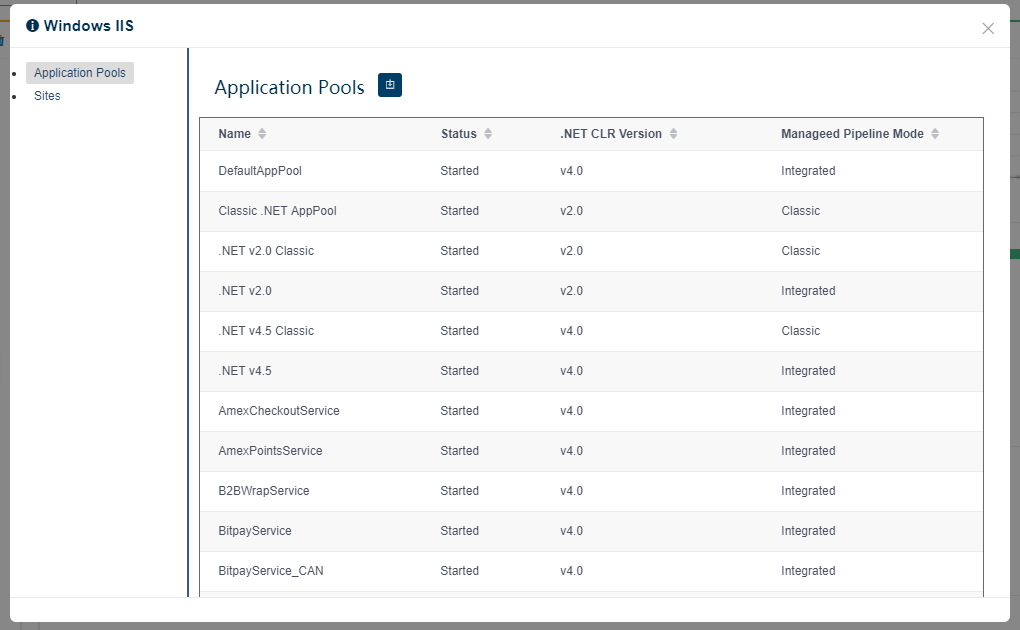 Windows IIS
Application Pools
Sites
Application Pools
Name Status .NET CLR Version Manageed Pipeline Mode
DefaultAppPool Started v4.0 Integrated
Classic .NET AppPool Started v2.0 Classic
.NET v2.0 Classic Started v2.0 Classic
.NET v2.0 Started v2.0 Integrated
.NET v4.5 Classic Started v4.0 Classic
.NET v4.5 Started v4.0 Integrated
AmexCheckoutService Started v4.0 Integrated
AmexPointsService Started v4.0 Integrated
B2BWrapService Started v4.0 Integrated
BitpayService Started v4.0 Integrated
BitpayService_CAN Started v4.0 Integrated